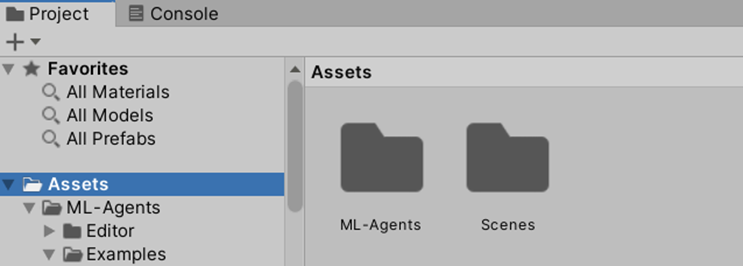 Project
Console
Favorites
All Materials
All Models
All Prefabs
Assets
ML-Agents
Editor
Examples
Assets
ML-Agents
Scenes